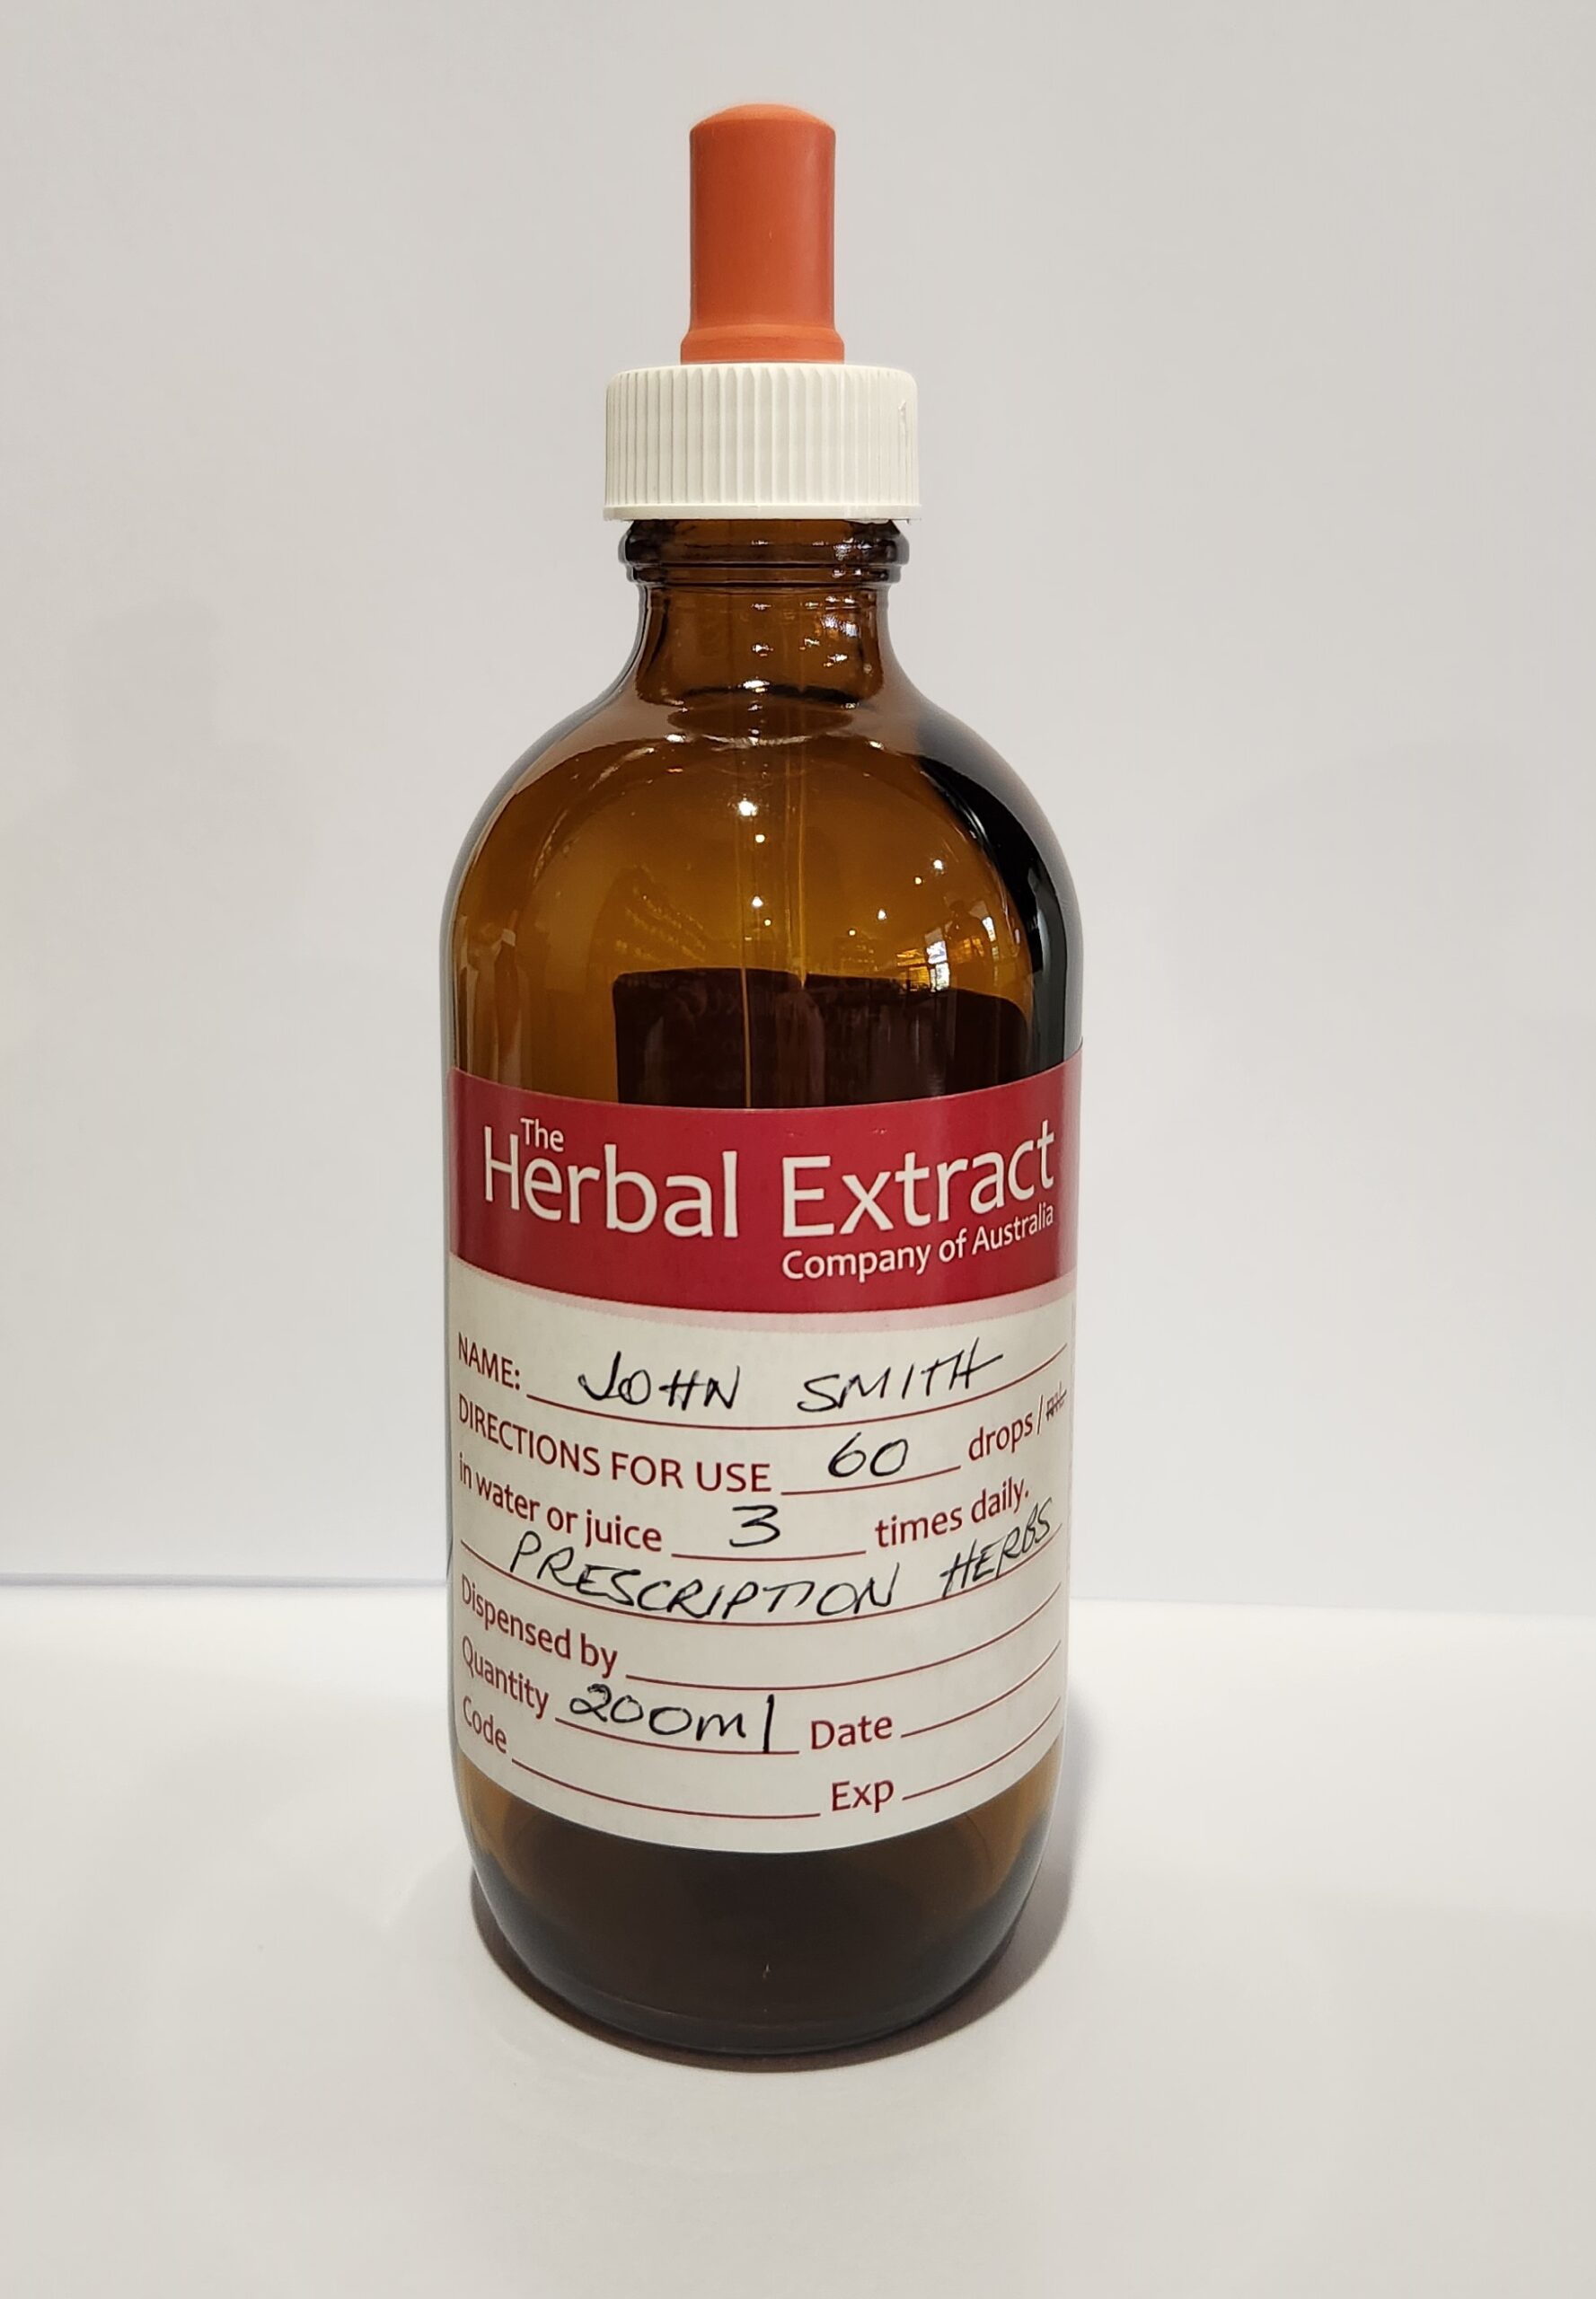 The
Herbal Extract
Company of Australia
NAME: JOHN SMITH
DIRECTIONS FOR USE 60 drops/
in water or juice 3 times daily.
PRESCRIPTION HERBS
Dispensed by
Quantity 200ml Date
Code Exp